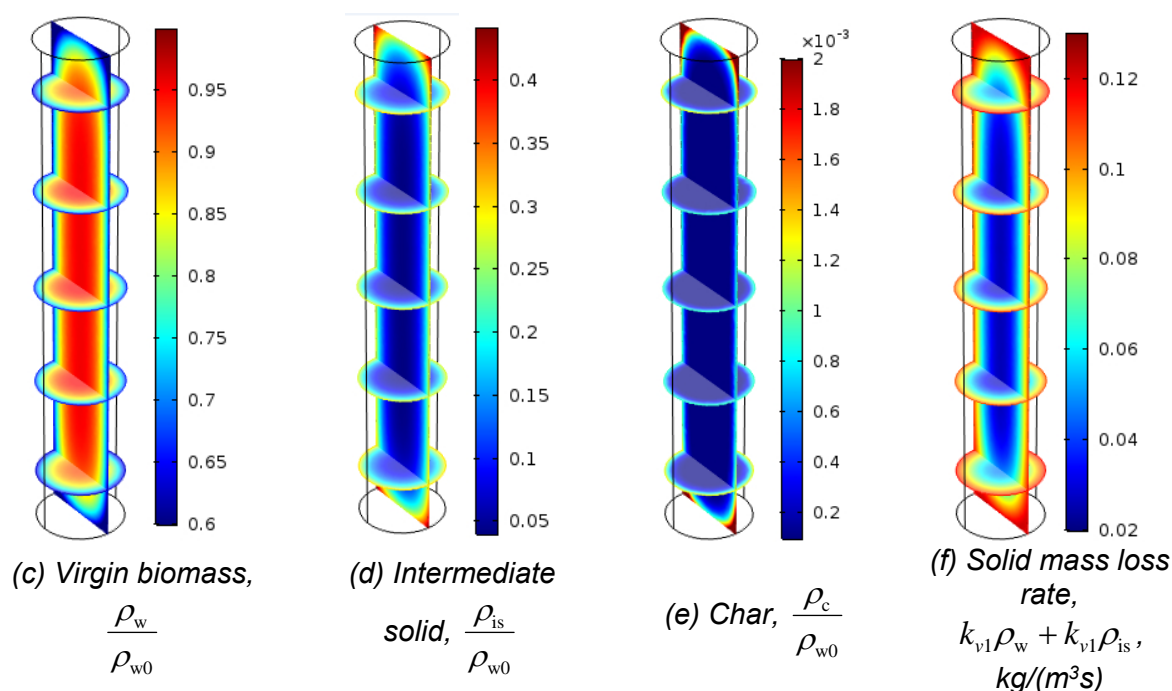 0.95
0.9
0.85
0.8
0.75
0.7
0.65
0.6
(c) Virgin biomass,
ρw
ρw0
0.4
0.35
0.3
0.25
0.2
0.15
0.1
0.05
(d) Intermediate
solid, ρis
ρw0
×10⁻³
2
1.8
1.6
1.4
1.2
1
0.8
0.6
0.4
0.2
(e) Char, ρc
ρw0
0.12
0.1
0.08
0.06
0.04
0.02
(f) Solid mass loss
rate,
kv1ρw + kv1ρis,
kg/(m³s)